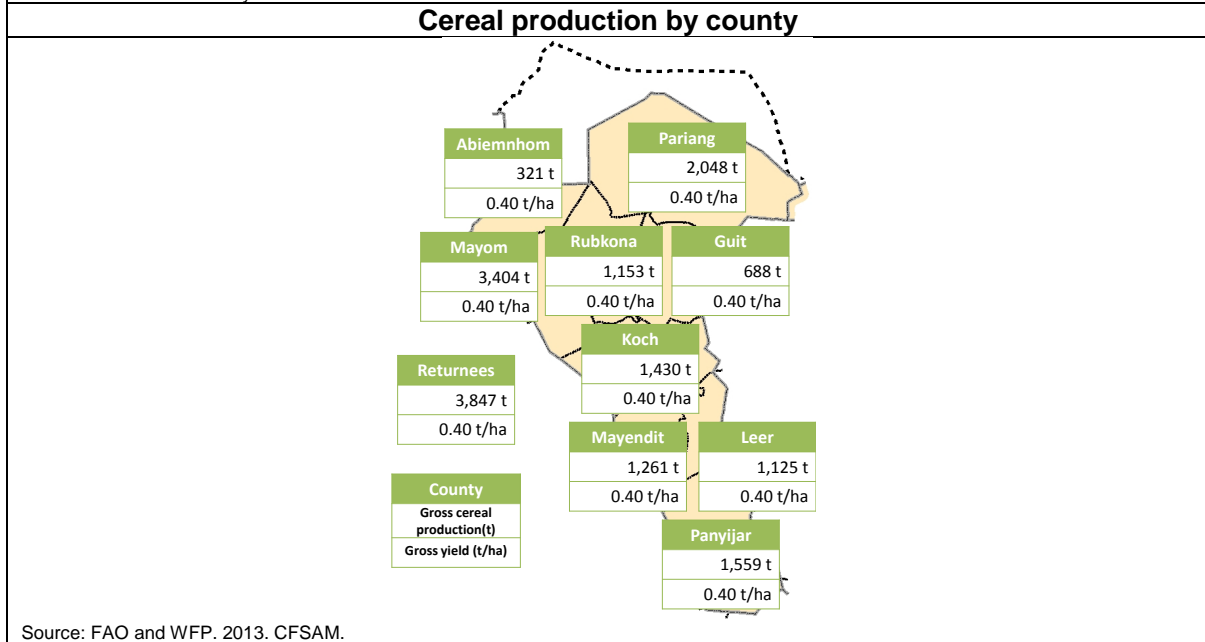 Cereal production by county
Abiemnhom
321 t
0.40 t/ha
Pariang
2,048 t
0.40 t/ha
Mayom
3,404 t
0.40 t/ha
Rubkona
1,153 t
0.40 t/ha
Guit
688 t
0.40 t/ha
Koch
1,430 t
0.40 t/ha
Returnees
3,847 t
0.40 t/ha
Mayendit
1,261 t
0.40 t/ha
Leer
1,125 t
0.40 t/ha
County
Gross cereal
production(t)
Gross yield (t/ha)
Panyijar
1,559 t
0.40 t/ha
Source: FAO and WFP. 2013. CFSAM.